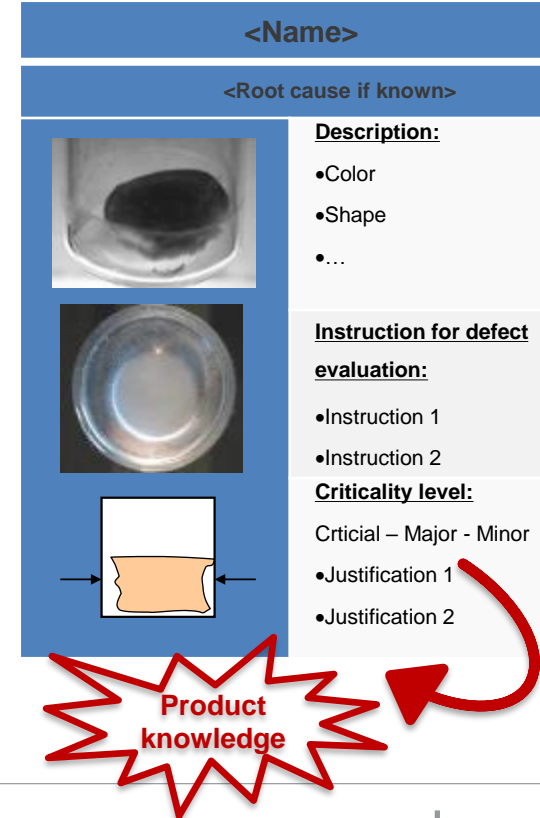 <Name>
<Root cause if known>
Description:
•Color
•Shape
•…
Instruction for defect
evaluation:
•Instruction 1
•Instruction 2
Criticality level:
Crticial – Major - Minor
•Justification 1
•Justification 2
Product
knowledge